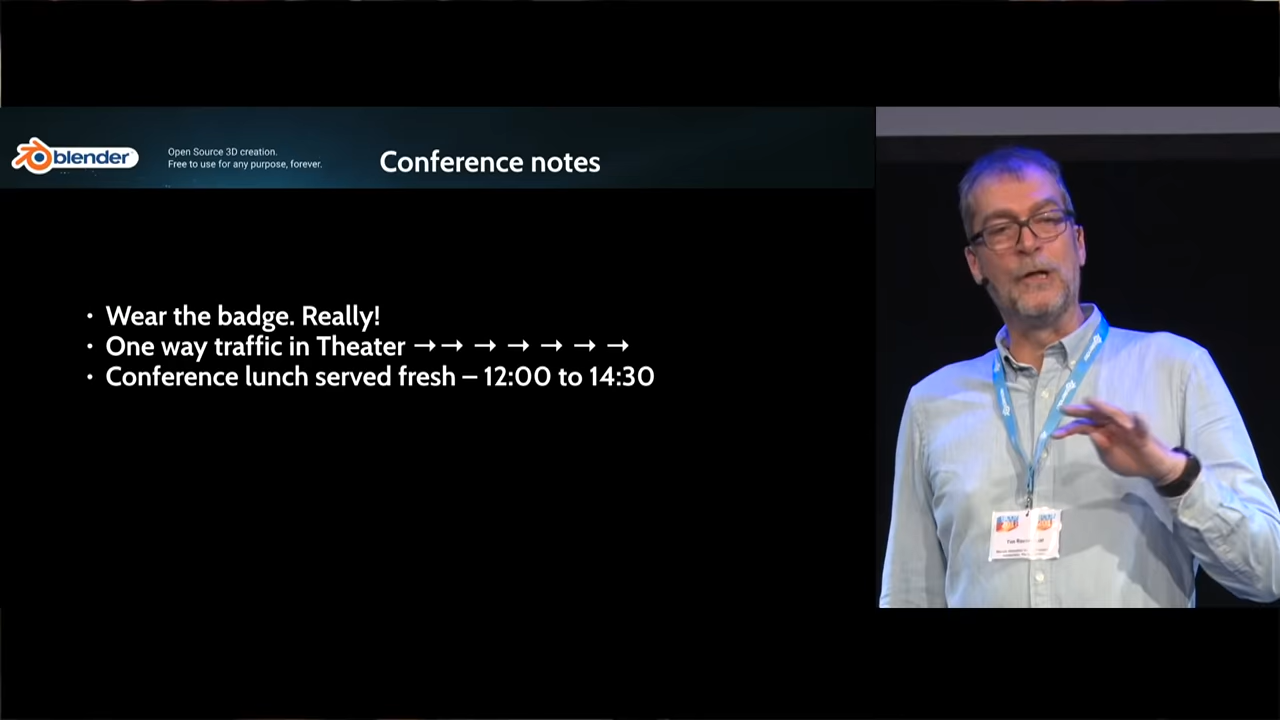 blender
Open Source 3D creation.
Free to use for any purpose, forever.
Conference notes
• Wear the badge. Really!
• One way traffic in Theater →→ → → → → →
• Conference lunch served fresh – 12:00 to 14:30